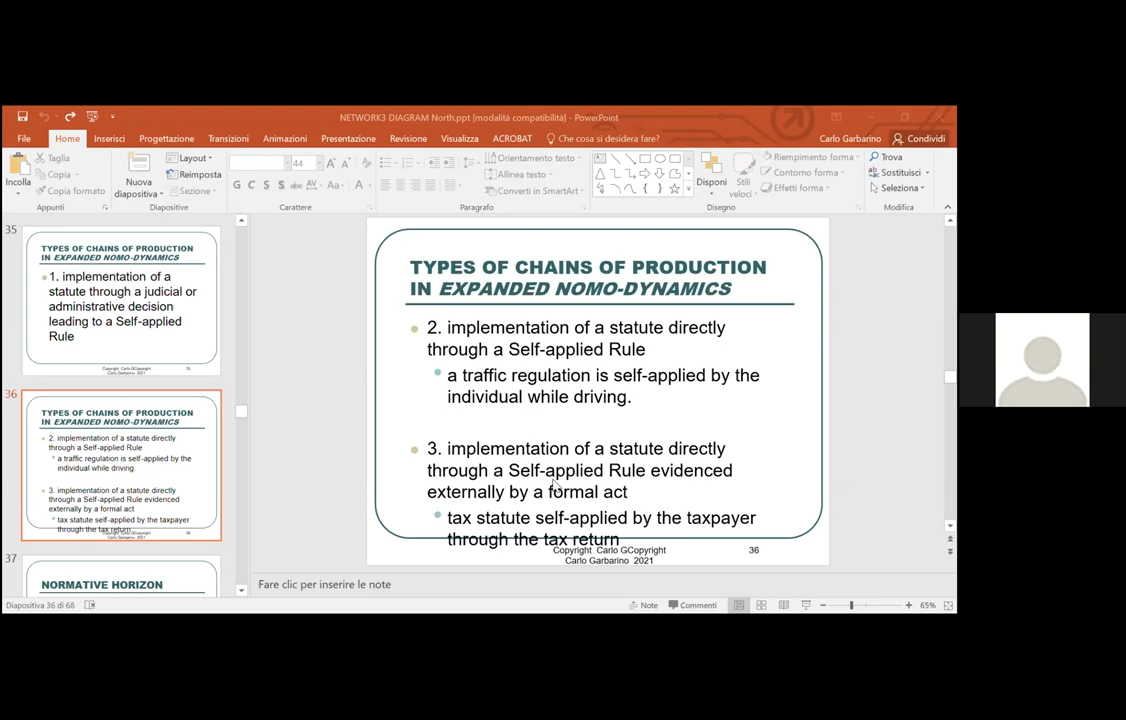 NETWORK3 DIAGRAM North.ppt [modalità compatibilità] - PowerPoint
File Home Inserisci Progettazione Transizioni Animazioni Presentazione Revisione Visualizza ACROBAT Che cosa si desidera fare? Carlo Garbarino Condividi
Taglia
Copia
Copia formato
Incolla
Appunti
Nuova
diapositiva
Layout
Reimposta
Sezione
Diapositive
44
G C S S abc AV Aa A
Carattere
Orientamento testo
Allinea testo
Converti in SmartArt
Paragrafo
Disponi
Stili
veloci
Riempimento forma
Contorno forma
Effetti forma
Disegno
Trova
Sostituisci
Seleziona
Modifica
35
TYPES OF CHAINS OF PRODUCTION
IN EXPANDED NOMO-DYNAMICS
1. implementation of a
statute through a judicial or
administrative decision
leading to a Self-applied
Rule
Copyright Carlo GCopyright
Carlo Garbarino 2021
35
36
TYPES OF CHAINS OF PRODUCTION
IN EXPANDED NOMO-DYNAMICS
2. implementation of a statute directly
through a Self-applied Rule
a traffic regulation is self-applied by the
individual while driving.
3. implementation of a statute directly
through a Self-applied Rule evidenced
externally by a formal act
tax statute self-applied by the taxpayer
through the tax return
Copyright Carlo GCopyright
Carlo Garbarino 2021
36
37
NORMATIVE HORIZON
TYPES OF CHAINS OF PRODUCTION
IN EXPANDED NOMO-DYNAMICS
2. implementation of a statute directly
through a Self-applied Rule
a traffic regulation is self-applied by the
individual while driving.
3. implementation of a statute directly
through a Self-applied Rule evidenced
externally by a formal act
tax statute self-applied by the taxpayer
through the tax return
Copyright Carlo GCopyright
Carlo Garbarino 2021
36
Fare clic per inserire le note
Diapositiva 36 di 68 Note Commenti 65%